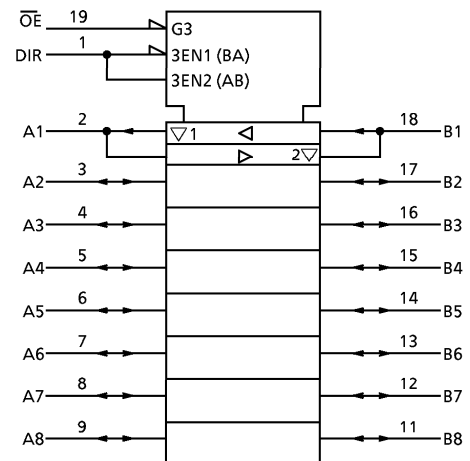 OE 19 G3
DIR 1 3EN1 (BA)
3EN2 (AB)
A1 2 ▽1 ◁ 18 B1
▷ 2▽
A2 3 17 B2
A3 4 16 B3
A4 5 15 B4
A5 6 14 B5
A6 7 13 B6
A7 8 12 B7
A8 9 11 B8